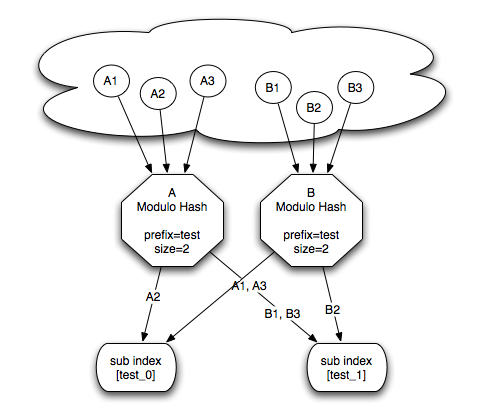 A1
A2
A3
B1
B2
B3
A
Modulo Hash
prefix=test
size=2
B
Modulo Hash
prefix=test
size=2
A2
A1, A3
B1, B3
B2
sub index
[test_0]
sub index
[test_1]